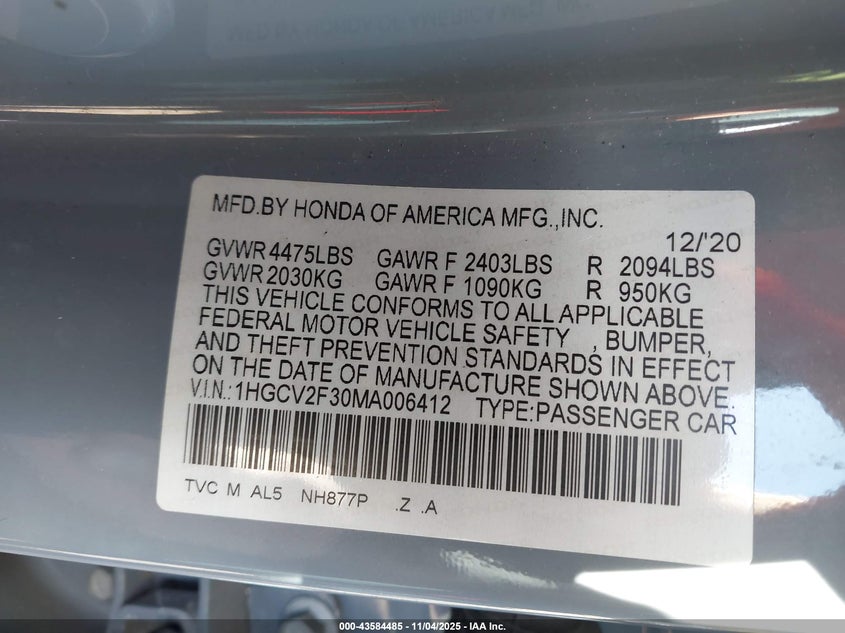 MFD.BY HONDA OF AMERICA MFG.,INC.
12/'20
GVWR 4475LBS GAWR F 2403LBS R 2094LBS
GVWR 2030KG GAWR F 1090KG R 950KG
THIS VEHICLE CONFORMS TO ALL APPLICABLE
FEDERAL MOTOR VEHICLE SAFETY , BUMPER,
AND THEFT PREVENTION STANDARDS IN EFFECT
ON THE DATE OF MANUFACTURE SHOWN ABOVE.
V.I.N.:1HGCV2F30MA006412 TYPE:PASSENGER CAR
TVC M AL5 NH877P .Z .A
000-43584485 - 11/04/2025 - IAA Inc.